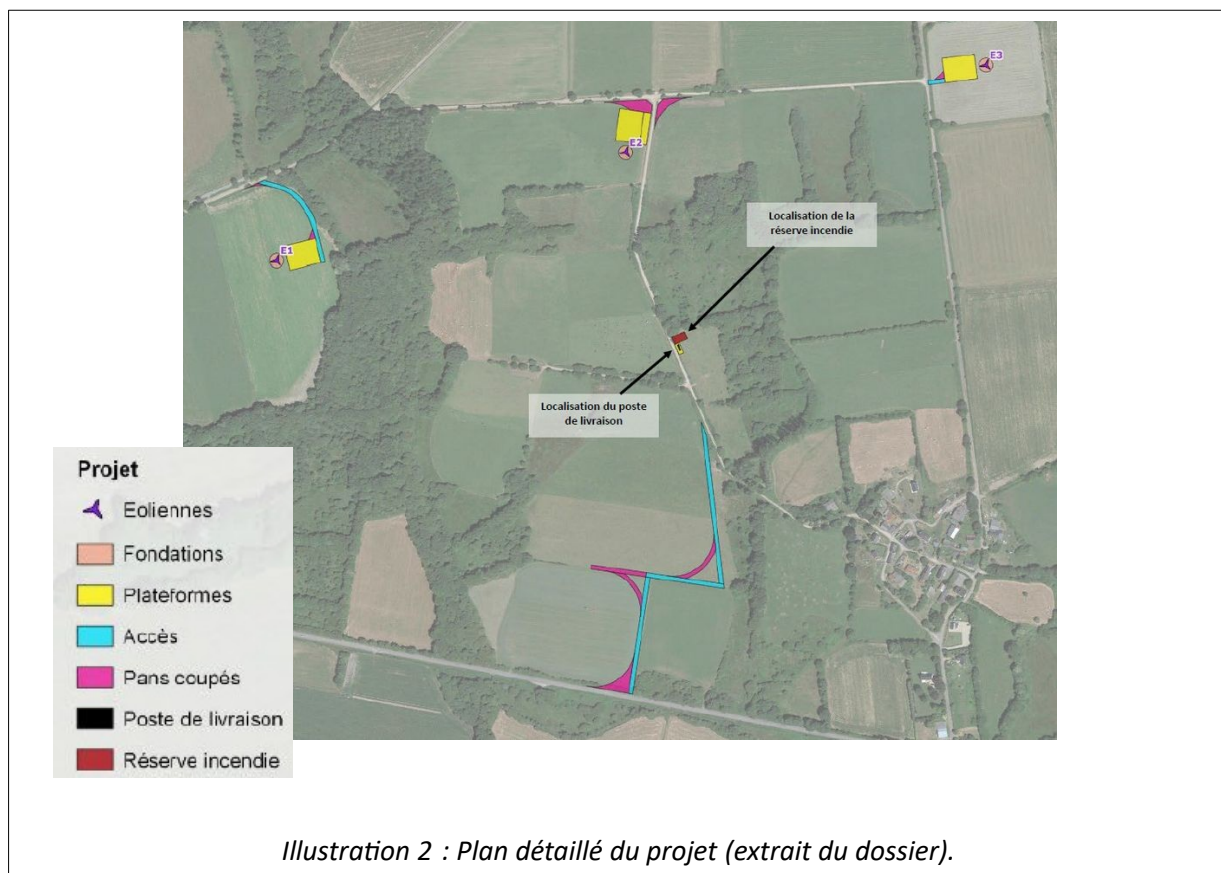 E3
E2
Localisation de la
réserve incendie
E1
Localisation du poste
de livraison
Projet
Eoliennes
Fondations
Plateformes
Accès
Pans coupés
Poste de livraison
Réserve incendie
Illustration 2 : Plan détaillé du projet (extrait du dossier).